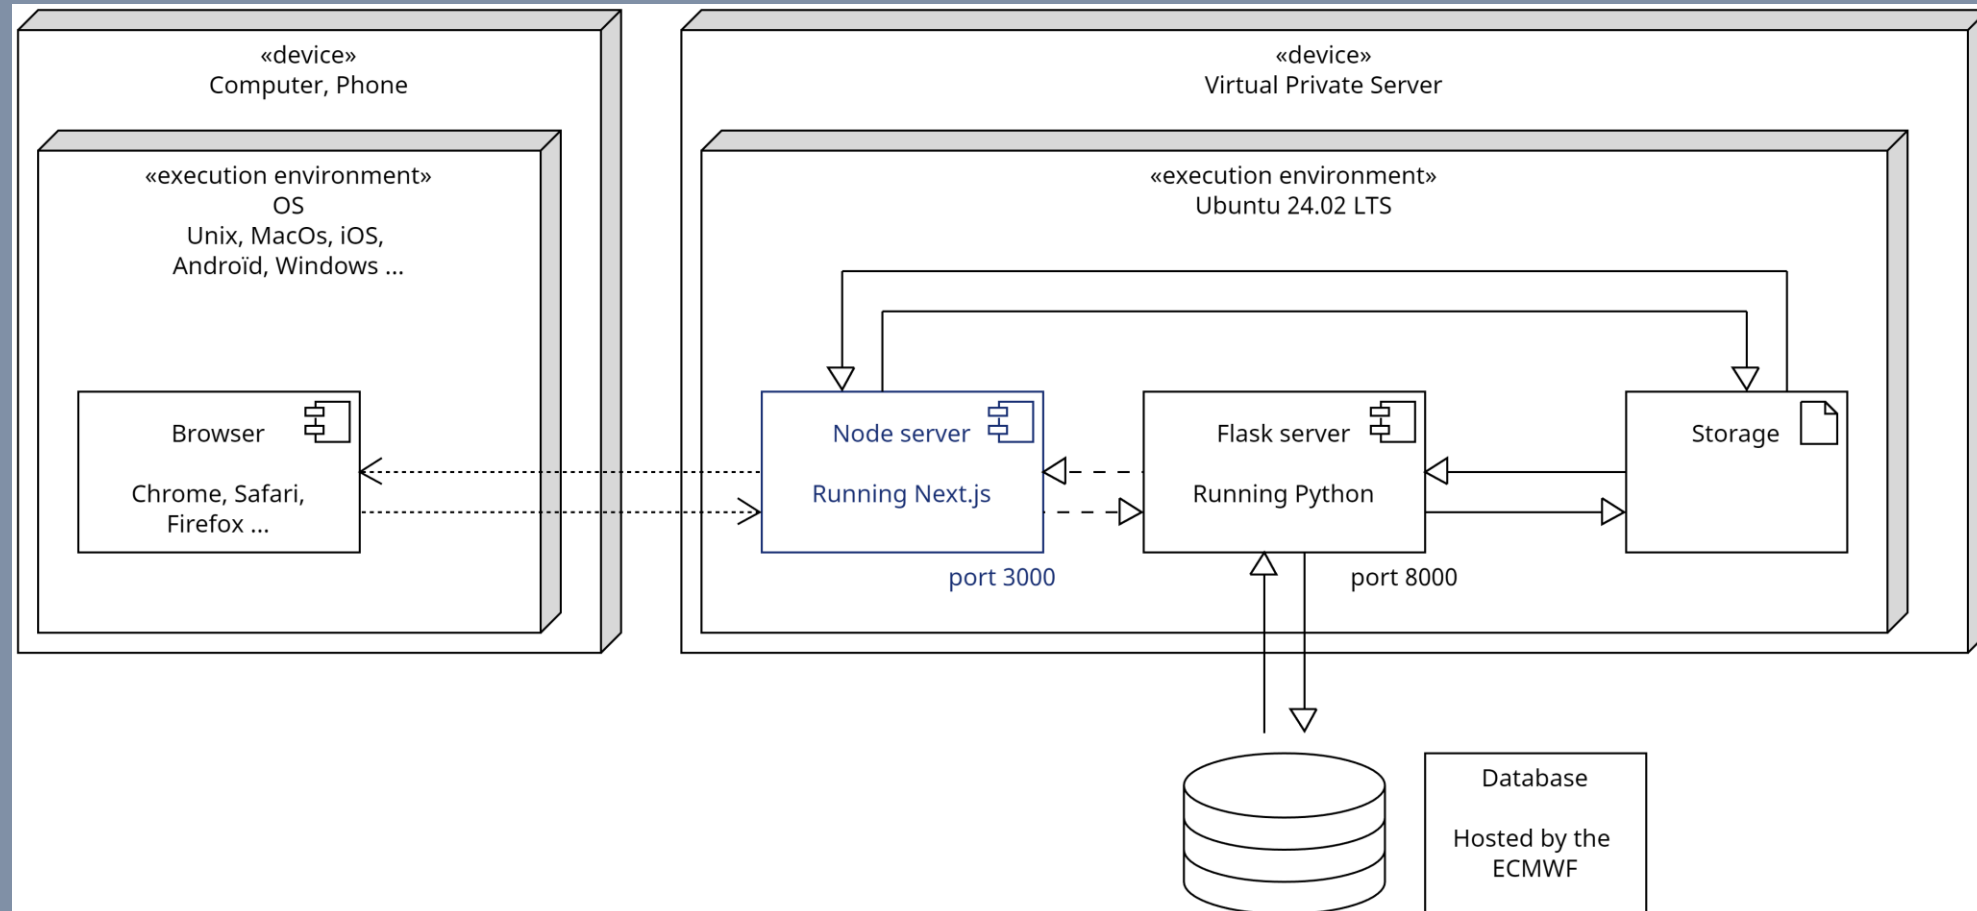 «device»
Computer, Phone
«execution environment»
OS
Unix, MacOs, iOS,
Androïd, Windows ...
Browser
Chrome, Safari,
Firefox ...
«device»
Virtual Private Server
«execution environment»
Ubuntu 24.02 LTS
Node server
Running Next.js
port 3000
Flask server
Running Python
port 8000
Storage
Database
Hosted by the
ECMWF